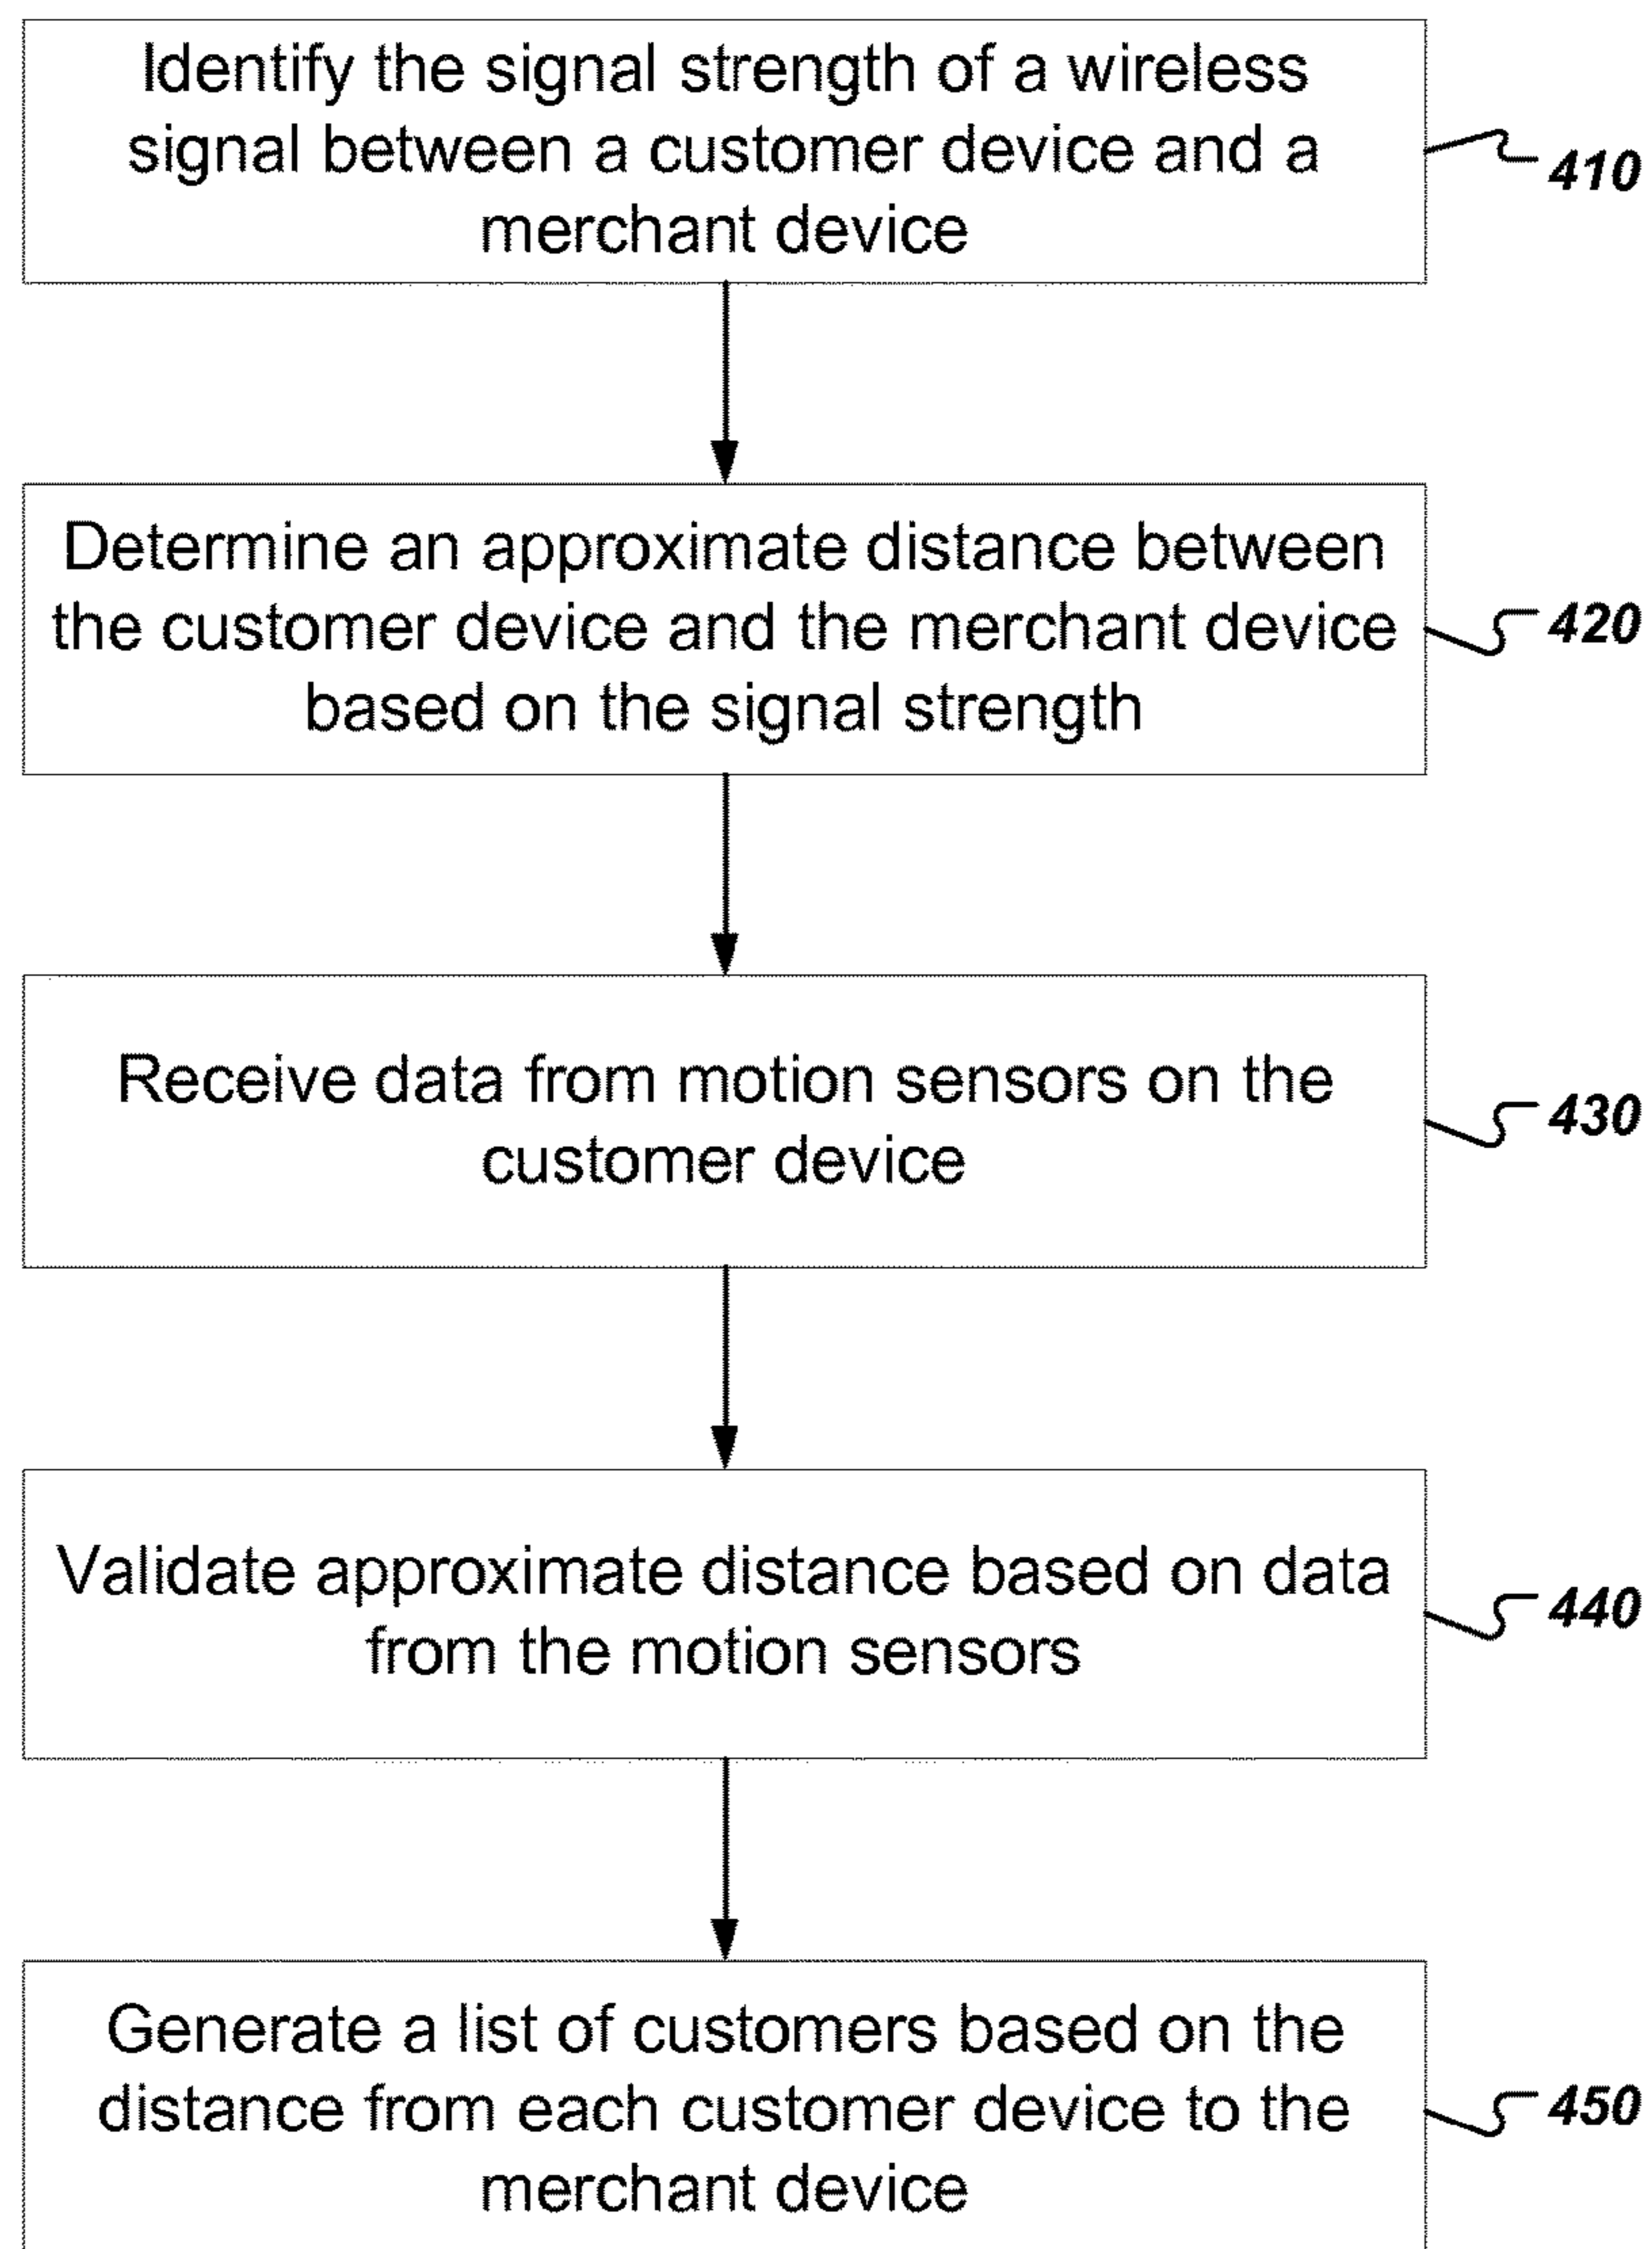 Identify the signal strength of a wireless
signal between a customer device and a
merchant device
410
Determine an approximate distance between
the customer device and the merchant device
based on the signal strength
420
Receive data from motion sensors on the
customer device
430
Validate approximate distance based on data
from the motion sensors
440
Generate a list of customers based on the
distance from each customer device to the
merchant device
450